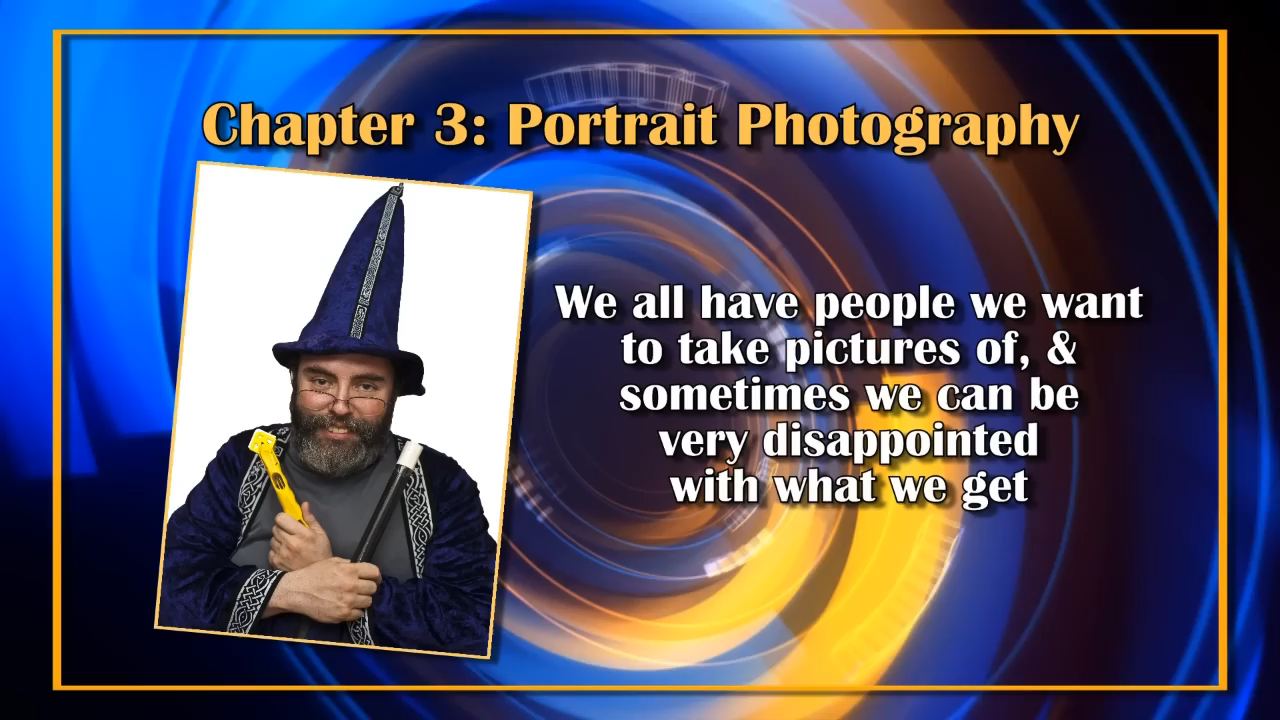 Chapter 3: Portrait Photography
We all have people we want
to take pictures of, &
sometimes we can be
very disappointed
with what we get